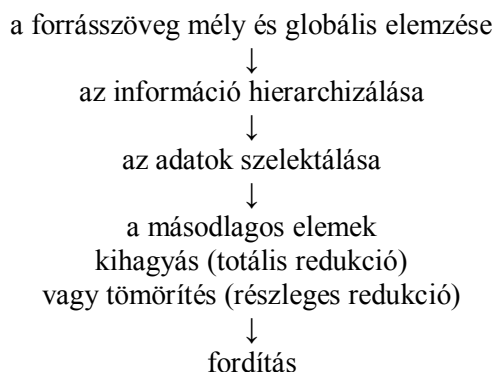 a forrásszöveg mély és globális elemzése
↓
az információ hierarchizálása
↓
az adatok szelektálása
↓
a másodlagos elemek
kihagyás (totális redukció)
vagy tömörítés (részleges redukció)
↓
fordítás